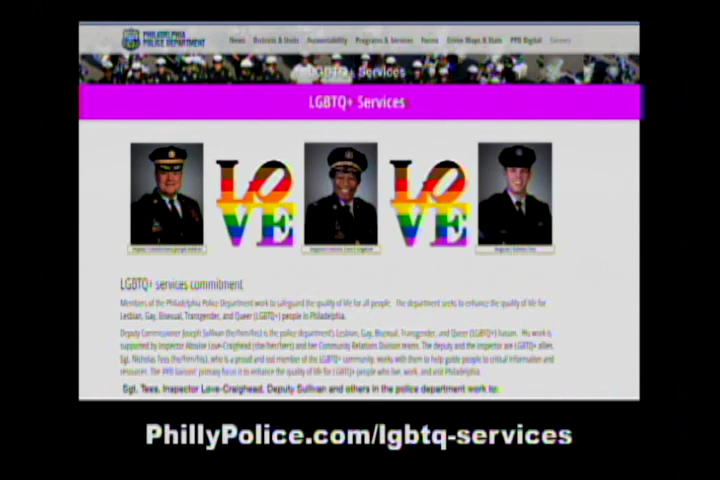 PHILADELPHIA
POLICE DEPARTMENT
News Districts & Units Accountability Programs & Services Forms Crime Maps & Stats PPD Digital Careers
LGBTQ+ Services
LGBTQ+ Services
LOVE
LOVE
LGBTQ+ services commitment
Members of the Philadelphia Police Department work to safeguard the quality of life for all people. The department seeks to enhance the quality of life for
Lesbian, Gay, Bisexual, Transgender, and Queer (LGBTQ+) people in Philadelphia.
Deputy Commissioner Joseph Sullivan (he/him/his) is the police department's Lesbian, Gay, Bisexual, Transgender, and Queer (LGBTQ+) liaison. His work is
supported by Inspector Altovise Love-Craighead (she/her/hers) and her Community Relations Division teams. The deputy and the inspector are LGBTQ+ allies.
Sgt. Nicholas Tees (he/him/his), who is a proud and out member of the LGBTQ+ community, works with them to help guide people to critical information and
resources. The PPD liaisons' primary focus is to enhance the quality of life for LGBTQ+ people who live, work, and visit Philadelphia.
Sgt. Tees, Inspector Love-Craighead, Deputy Sullivan and others in the police department work to:
PhillyPolice.com/lgbtq-services